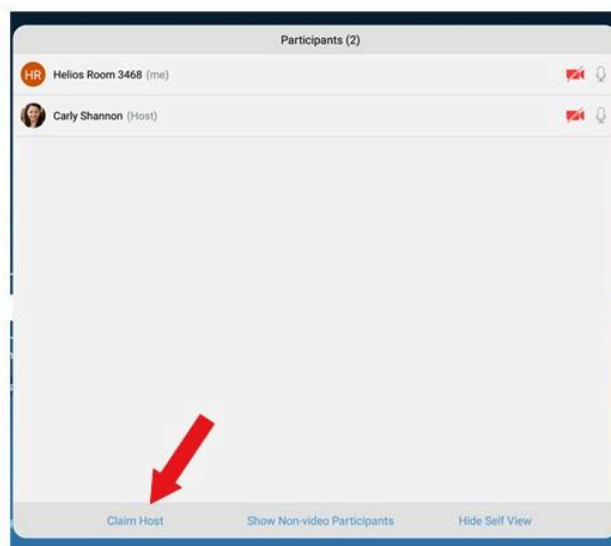 Participants (2)
HR Helios Room 3468 (me)
Carly Shannon (Host)
Claim Host Show Non-video Participants Hide Self View